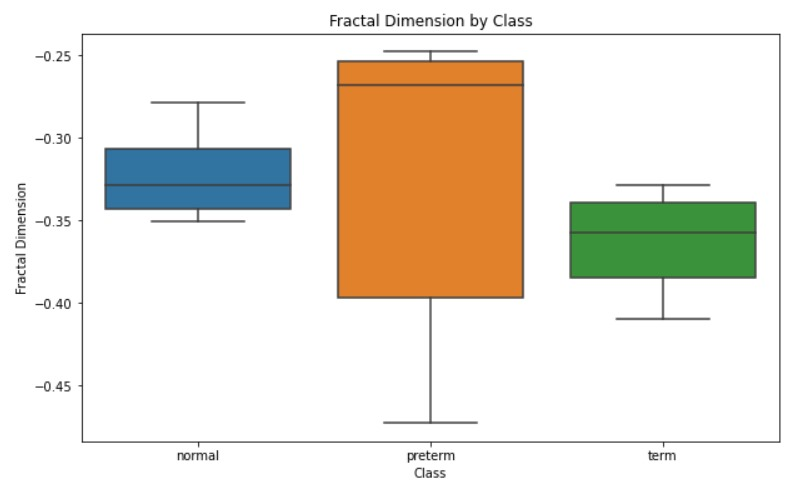 Fractal Dimension by Class
−0.25
−0.30
−0.35
−0.40
−0.45
Fractal Dimension
normal
preterm
term
Class